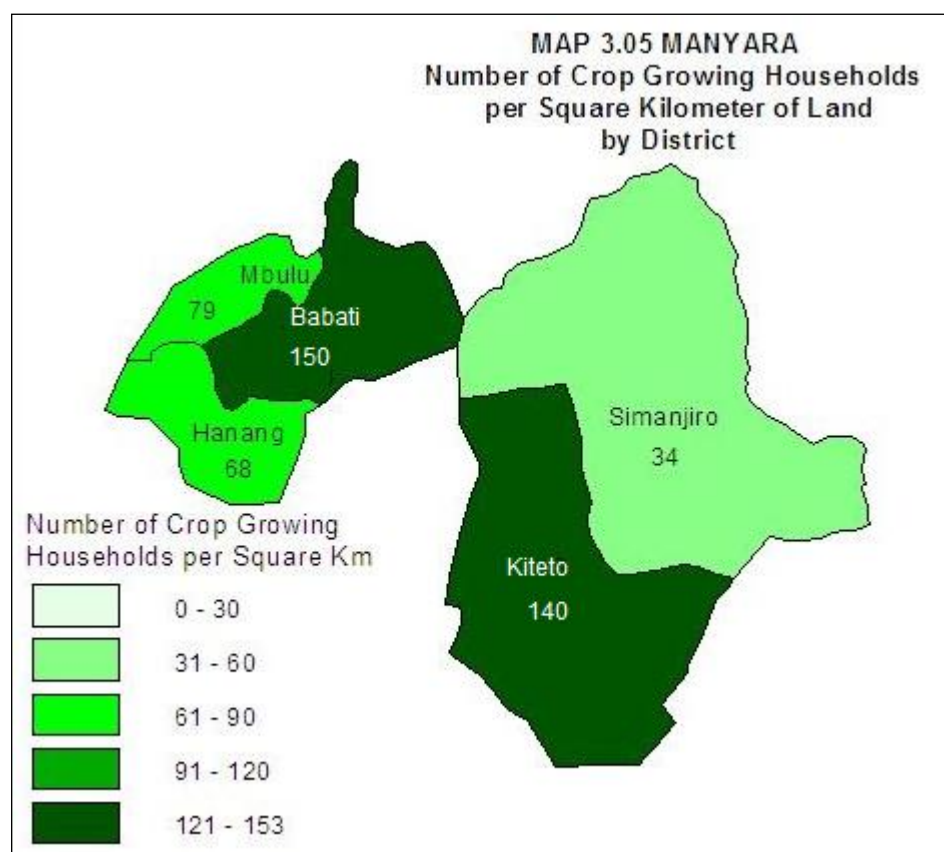 MAP 3.05 MANYARA
Number of Crop Growing Households
per Square Kilometer of Land
by District
Mbulu
79
Babati
150
Hanang
68
Simanjiro
34
Kiteto
140
Number of Crop Growing
Households per Square Km
0 - 30
31 - 60
61 - 90
91 - 120
121 - 153